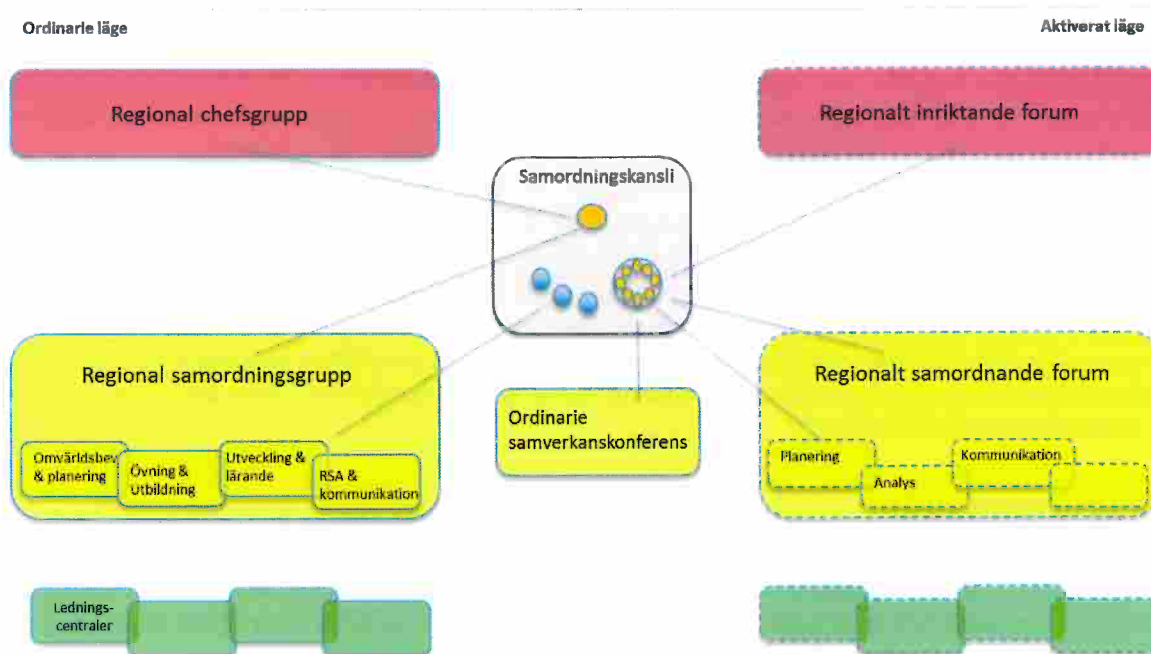 Ordinarie läge
Aktiverat läge
Regional chefsgrupp
Regionalt inriktande forum
Samordningskansli
Regional samordningsgrupp
Regionalt samordnande forum
Ordinarie
samverkanskonferens
Omvärldsbev
& planering
Övning &
Utbildning
Utveckling &
lärande
RSA &
kommunikation
Planering
Analys
Kommunikation
Lednings-
centraler